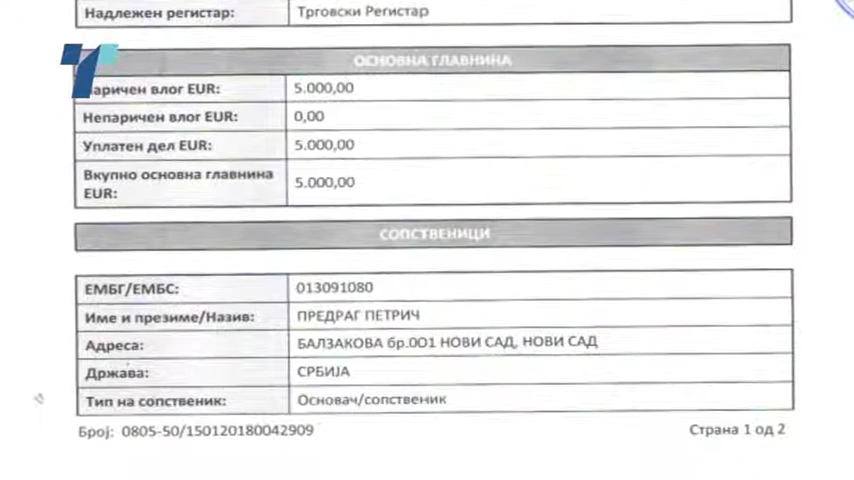 Надлежен регистар: Трговски Регистар
ОСНОВНА ГЛАВНИНА
Паричен влог EUR: 5.000,00
Непаричен влог EUR: 0,00
Уплатен дел EUR: 5.000,00
Вкупно основна главнина EUR: 5.000,00
СОПСТВЕНИЦИ
ЕМБГ/ЕМБС: 013091080
Име и презиме/Назив: ПРЕДРАГ ПЕТРИЧ
Адреса: БАЛЗАКОВА бр.001 НОВИ САД, НОВИ САД
Држава: СРБИЈА
Тип на сопственик: Основач/сопственик
Број: 0805-50/150120180042909 Страна 1 од 2